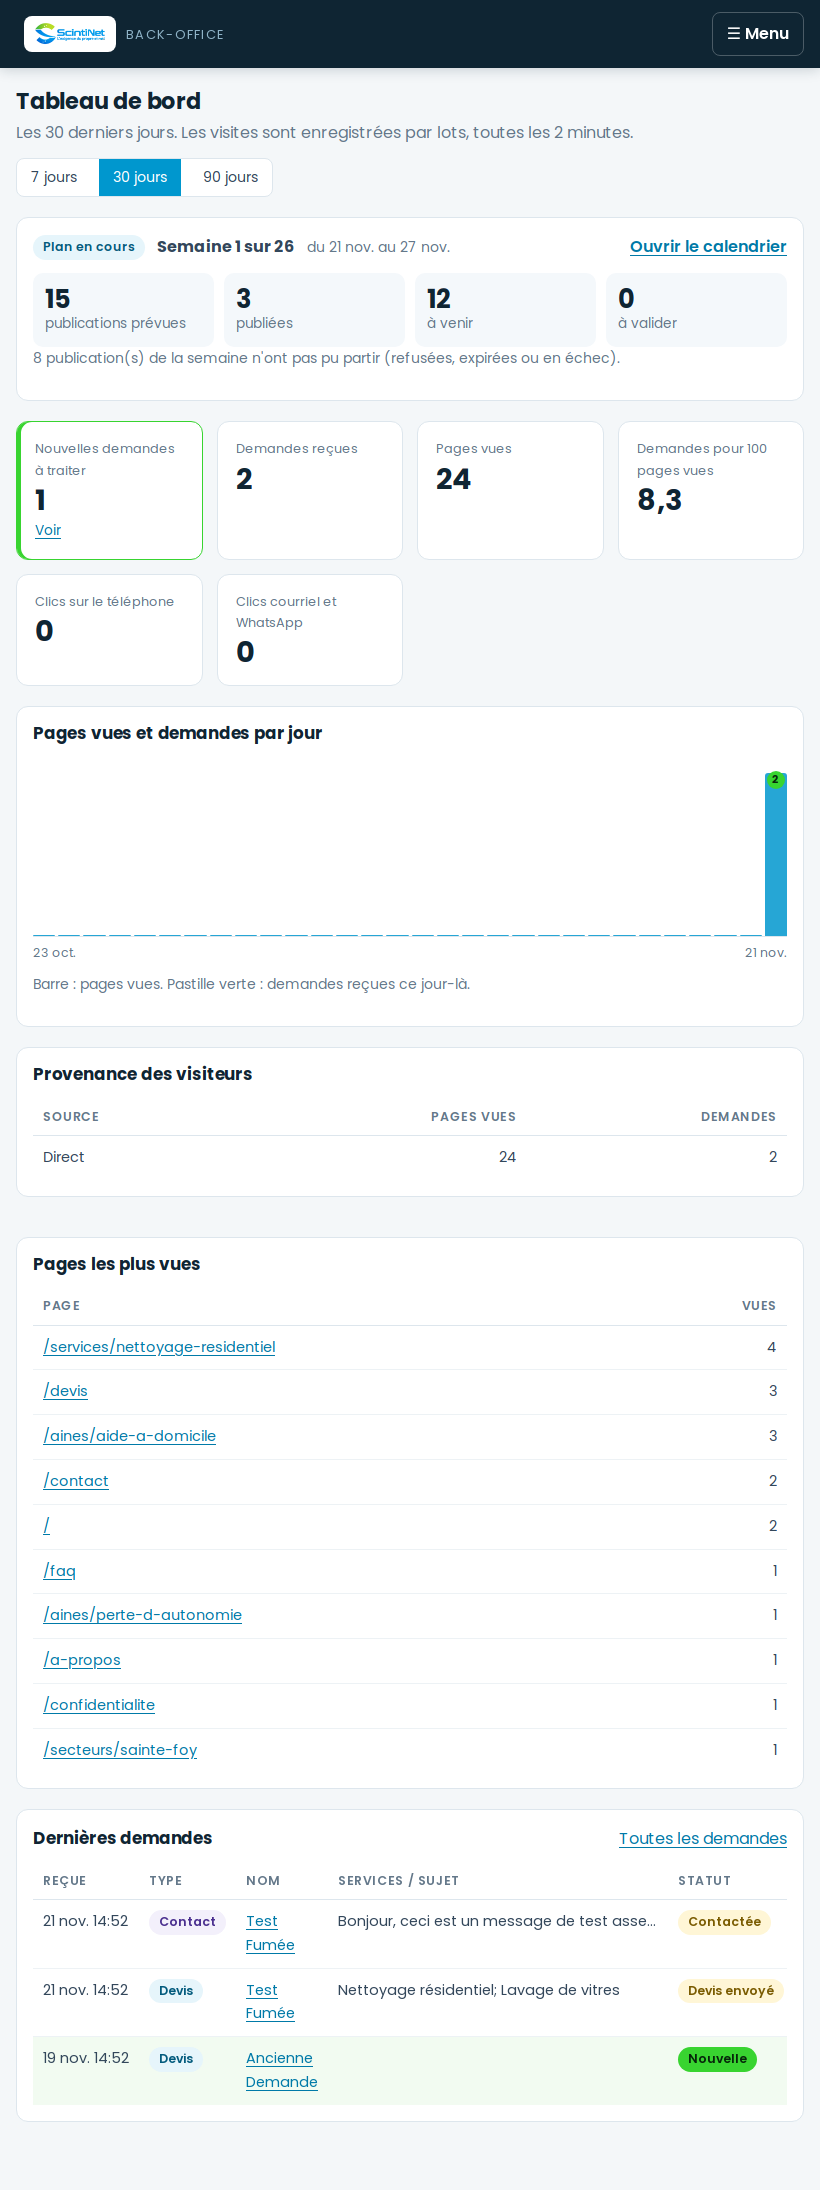 ScintiNet
BACK-OFFICE
☰ Menu
Tableau de bord
Les 30 derniers jours. Les visites sont enregistrées par lots, toutes les 2 minutes.
7 jours 30 jours 90 jours
Plan en cours Semaine 1 sur 26 du 21 nov. au 27 nov. Ouvrir le calendrier
15 3 12 0
publications prévues publiées à venir à valider
8 publication(s) de la semaine n'ont pas pu partir (refusées, expirées ou en échec).
Nouvelles demandes
à traiter
1
Voir
Demandes reçues
2
Pages vues
24
Demandes pour 100
pages vues
8,3
Clics sur le téléphone
0
Clics courriel et
WhatsApp
0
Pages vues et demandes par jour
2
23 oct. 21 nov.
Barre : pages vues. Pastille verte : demandes reçues ce jour-là.
Provenance des visiteurs
SOURCE PAGES VUES DEMANDES
Direct 24 2
Pages les plus vues
PAGE VUES
/services/nettoyage-residentiel 4
/devis 3
/aines/aide-a-domicile 3
/contact 2
/ 2
/faq 1
/aines/perte-d-autonomie 1
/a-propos 1
/confidentialite 1
/secteurs/sainte-foy 1
Dernières demandes Toutes les demandes
REÇUE TYPE NOM SERVICES / SUJET STATUT
21 nov. 14:52 Contact Test Fumée Bonjour, ceci est un message de test asse... Contactée
21 nov. 14:52 Devis Test Fumée Nettoyage résidentiel; Lavage de vitres Devis envoyé
19 nov. 14:52 Devis Ancienne Demande Nouvelle